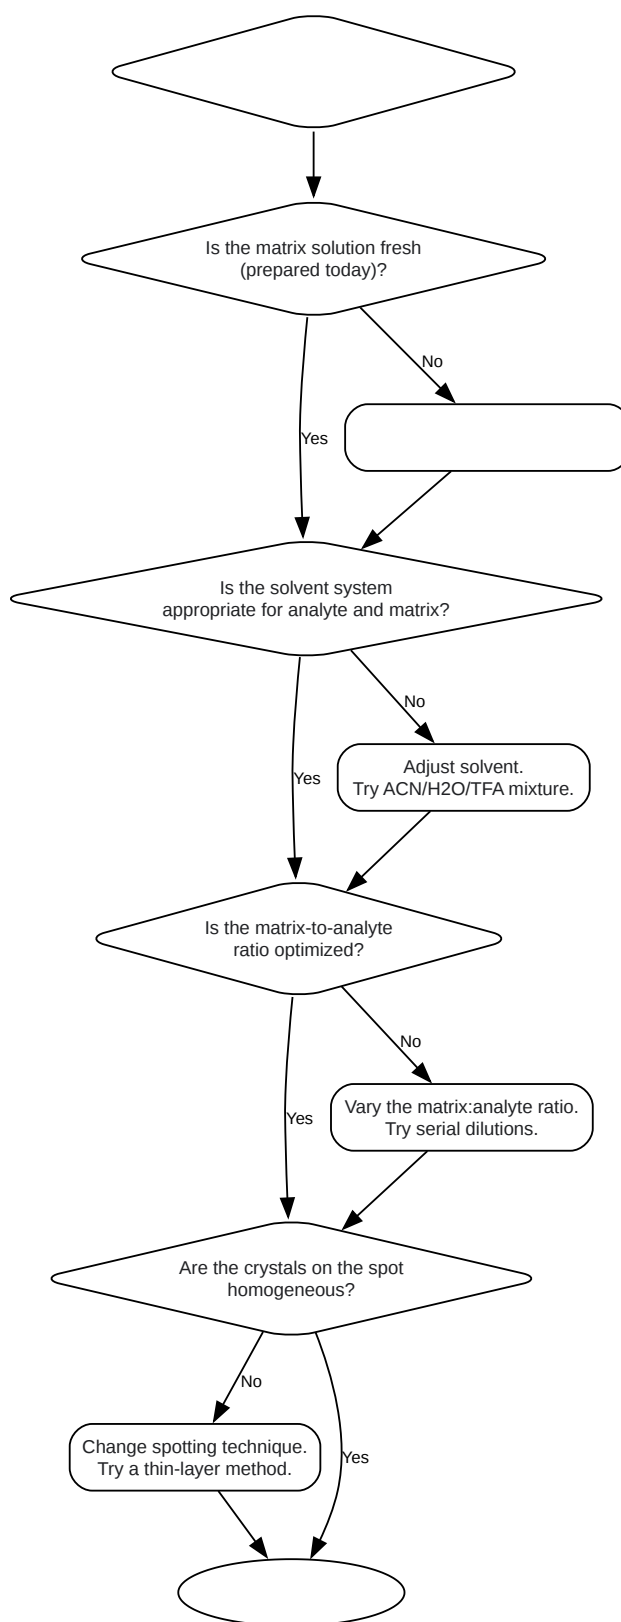 Is the matrix solution fresh
(prepared today)?
No
Yes
Is the solvent system
appropriate for analyte and matrix?
No
Adjust solvent.
Try ACN/H2O/TFA mixture.
Yes
Is the matrix-to-analyte
ratio optimized?
No
Vary the matrix:analyte ratio.
Try serial dilutions.
Yes
Are the crystals on the spot
homogeneous?
No
Change spotting technique.
Try a thin-layer method.
Yes